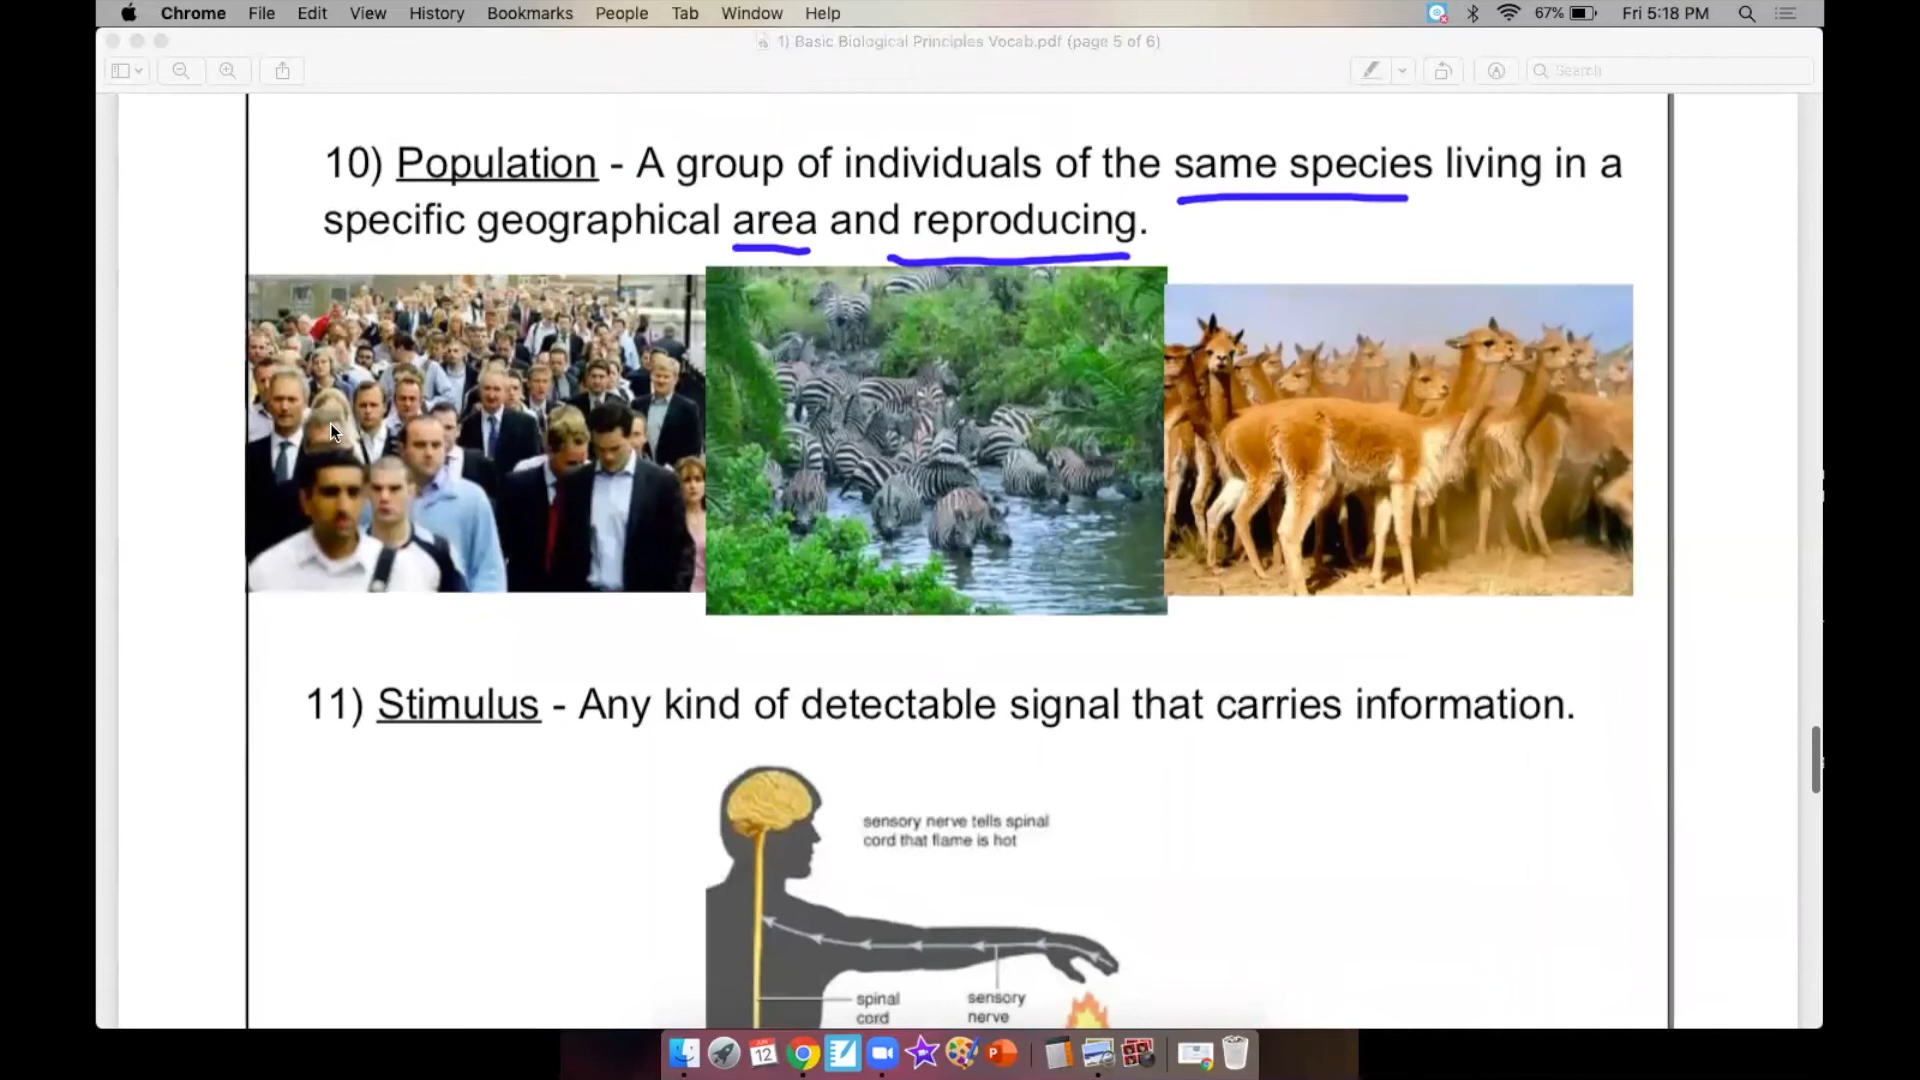 Chrome File Edit View History Bookmarks People Tab Window Help 67% Fri 5:18 PM
1) Basic Biological Principles Vocab.pdf (page 5 of 6)
Search
10) Population - A group of individuals of the same species living in a
specific geographical area and reproducing.
11) Stimulus - Any kind of detectable signal that carries information.
sensory nerve tells spinal
cord that flame is hot
spinal
cord
sensory
nerve
JUN
12
P